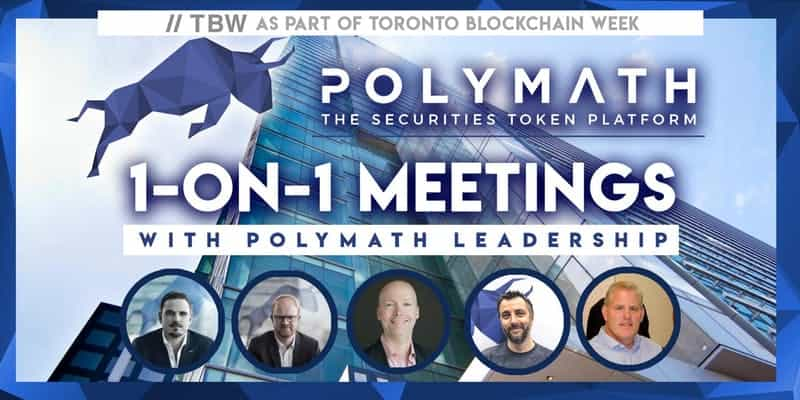 // TBW AS PART OF TORONTO BLOCKCHAIN WEEK
POLYMATH
THE SECURITIES TOKEN PLATFORM
1-ON-1 MEETINGS
WITH POLYMATH LEADERSHIP